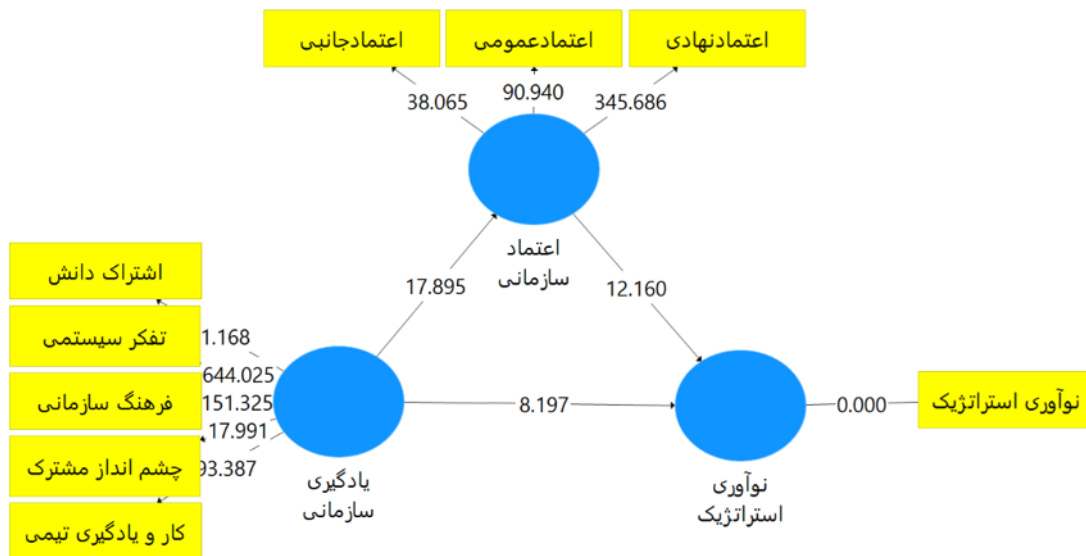 اعتمادنهادی
اعتمادعمومی
اعتمادجانبی
345.686
90.940
38.065
اعتماد
سازمانی
17.895
12.160
اشتراک دانش
تفکر سیستمی
فرهنگ سازمانی
چشم انداز مشترک
کار و یادگیری تیمی
1.168
644.025
151.325
17.991
93.387
یادگیری
سازمانی
8.197
نوآوری
استراتژیک
0.000
نوآوری استراتژیک